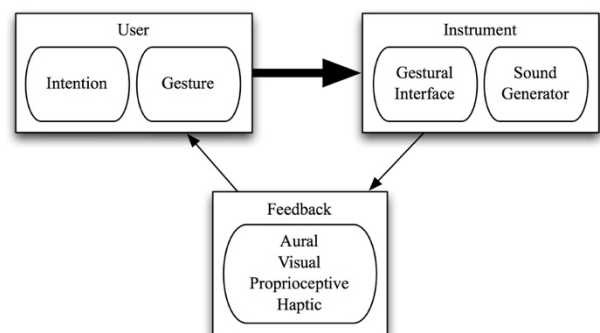 User
Intention
Gesture
Instrument
Gestural
Interface
Sound
Generator
Feedback
Aural
Visual
Proprioceptive
Haptic